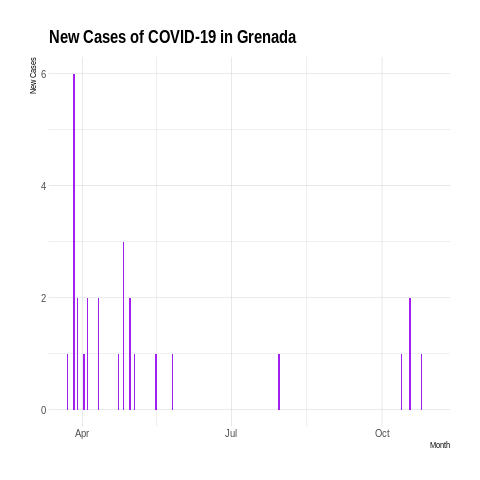 New Cases of COVID-19 in Grenada
New Cases
6
4
2
0
Apr Jul Oct
Month